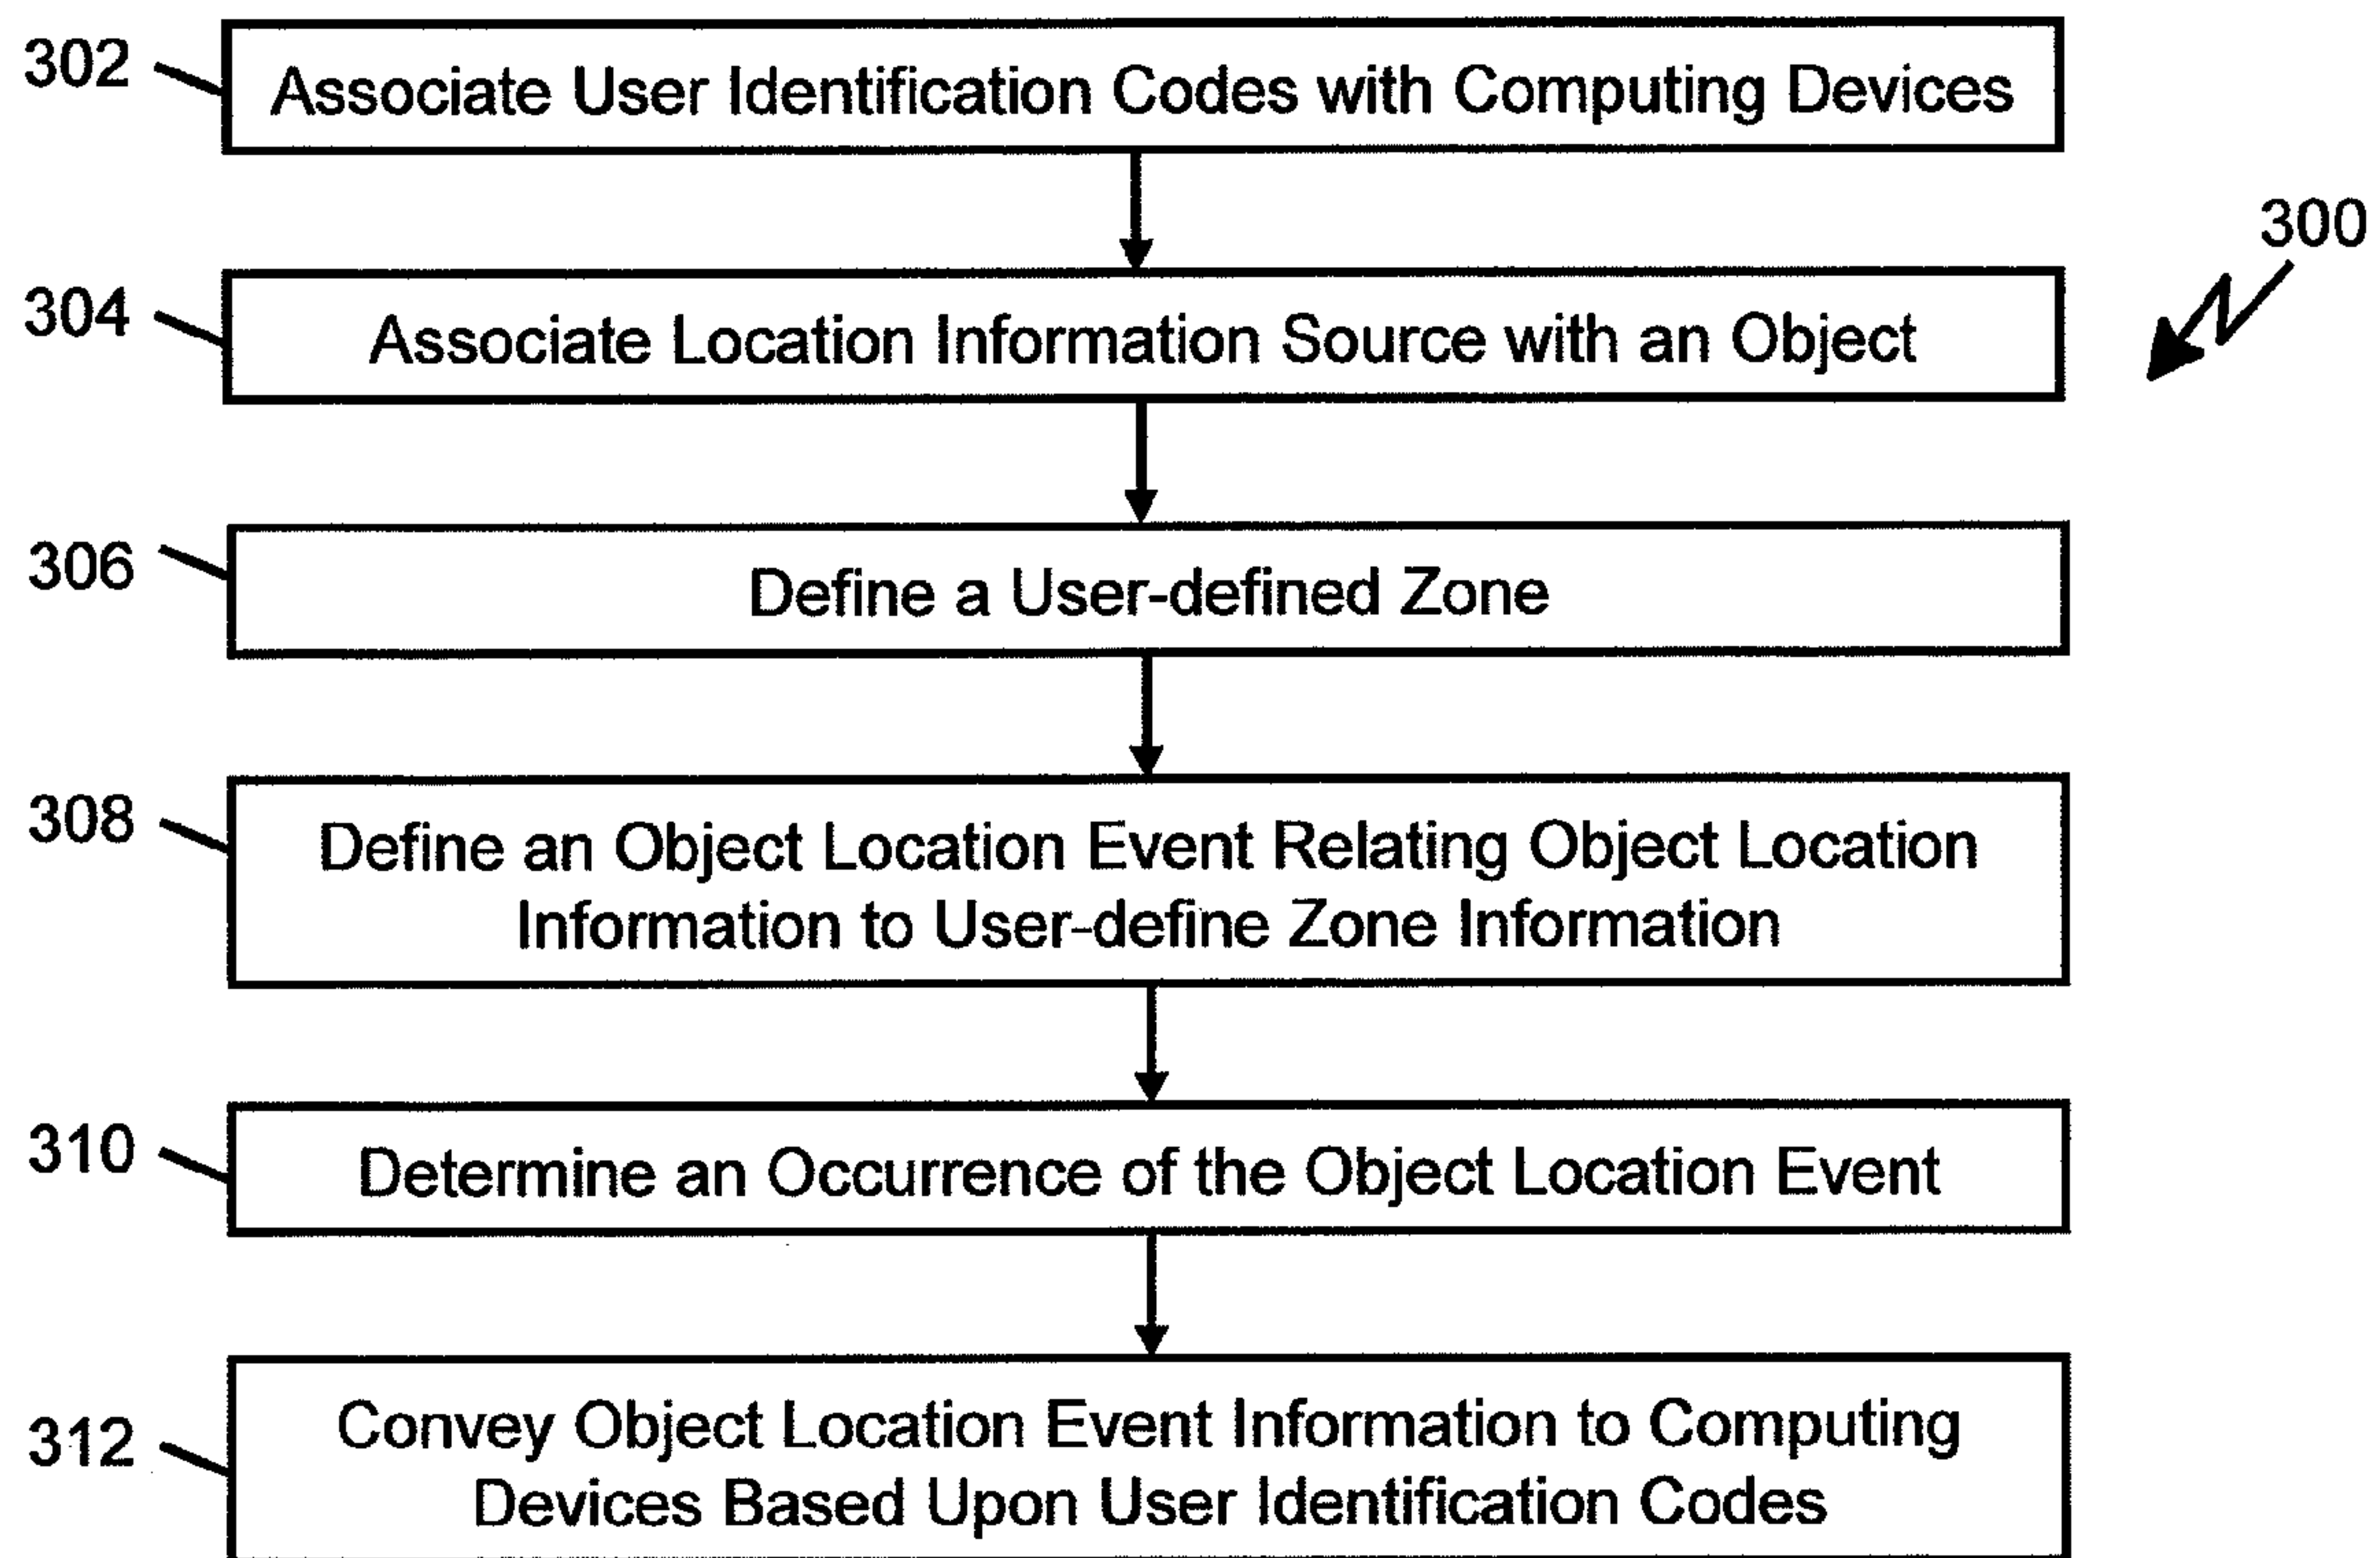 302
Associate User Identification Codes with Computing Devices
300
304
Associate Location Information Source with an Object
306
Define a User-defined Zone
308
Define an Object Location Event Relating Object Location
Information to User-define Zone Information
310
Determine an Occurrence of the Object Location Event
312
Convey Object Location Event Information to Computing
Devices Based Upon User Identification Codes